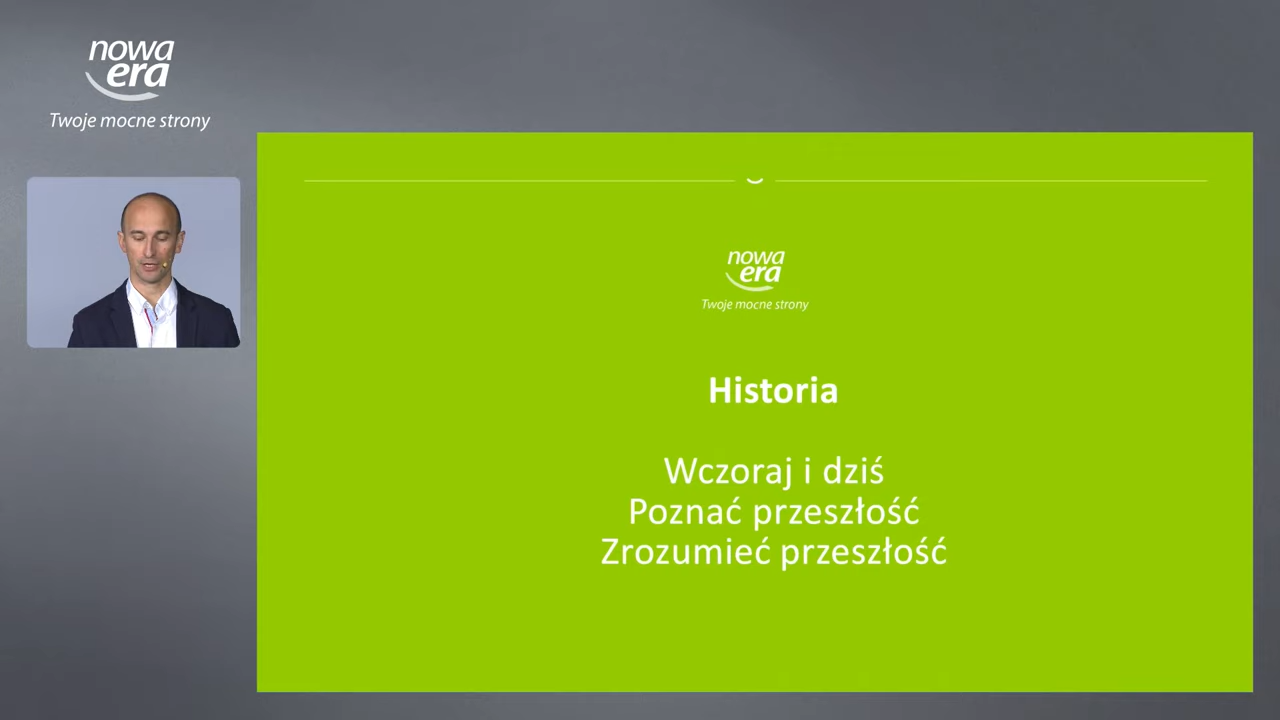 nowa
era
Twoje mocne strony
nowa
era
Twoje mocne strony
Historia
Wczoraj i dziś
Poznać przeszłość
Zrozumieć przeszłość